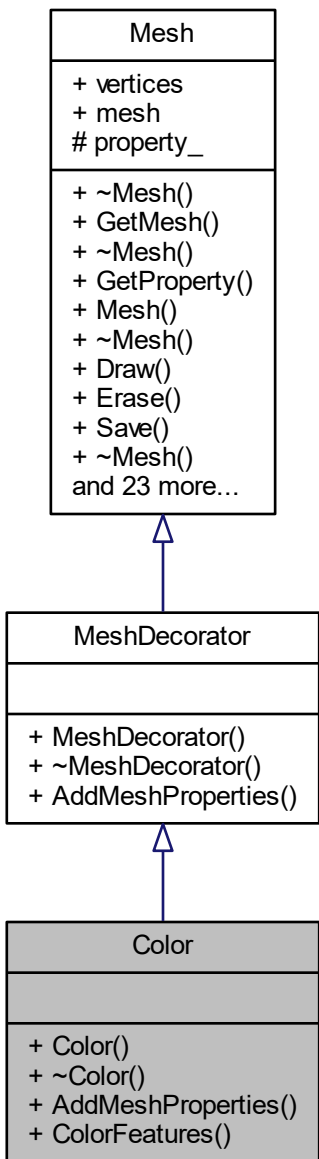 Mesh
+ vertices
+ mesh
# property_
+ ~Mesh()
+ GetMesh()
+ ~Mesh()
+ GetProperty()
+ Mesh()
+ ~Mesh()
+ Draw()
+ Erase()
+ Save()
+ ~Mesh()
and 23 more...
MeshDecorator
+ MeshDecorator()
+ ~MeshDecorator()
+ AddMeshProperties()
Color
+ Color()
+ ~Color()
+ AddMeshProperties()
+ ColorFeatures()